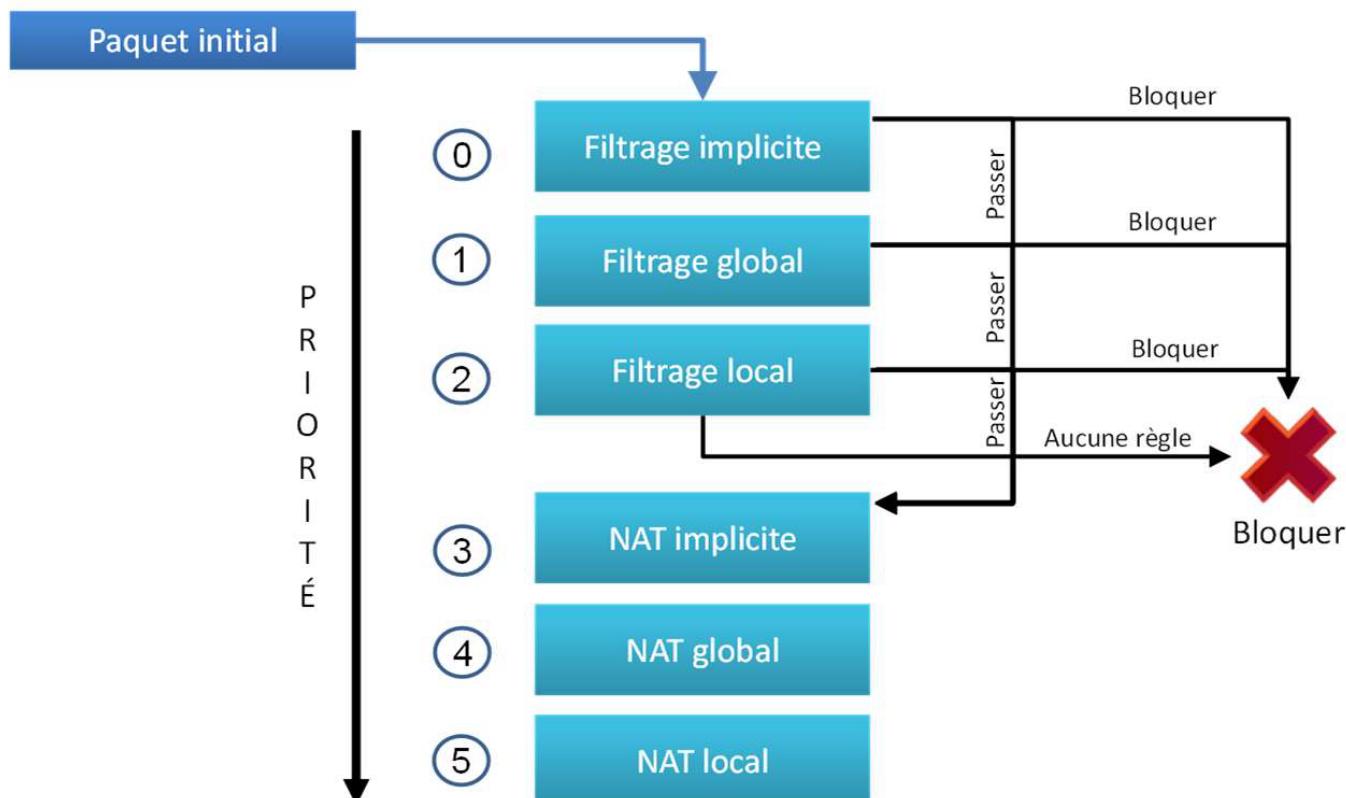 Paquet initial
0
Filtrage implicite
Bloquer
Passer
1
Filtrage global
Bloquer
Passer
2
Filtrage local
Bloquer
Passer
Aucune règle
Bloquer
3
NAT implicite
4
NAT global
5
NAT local
PRIORITÉ